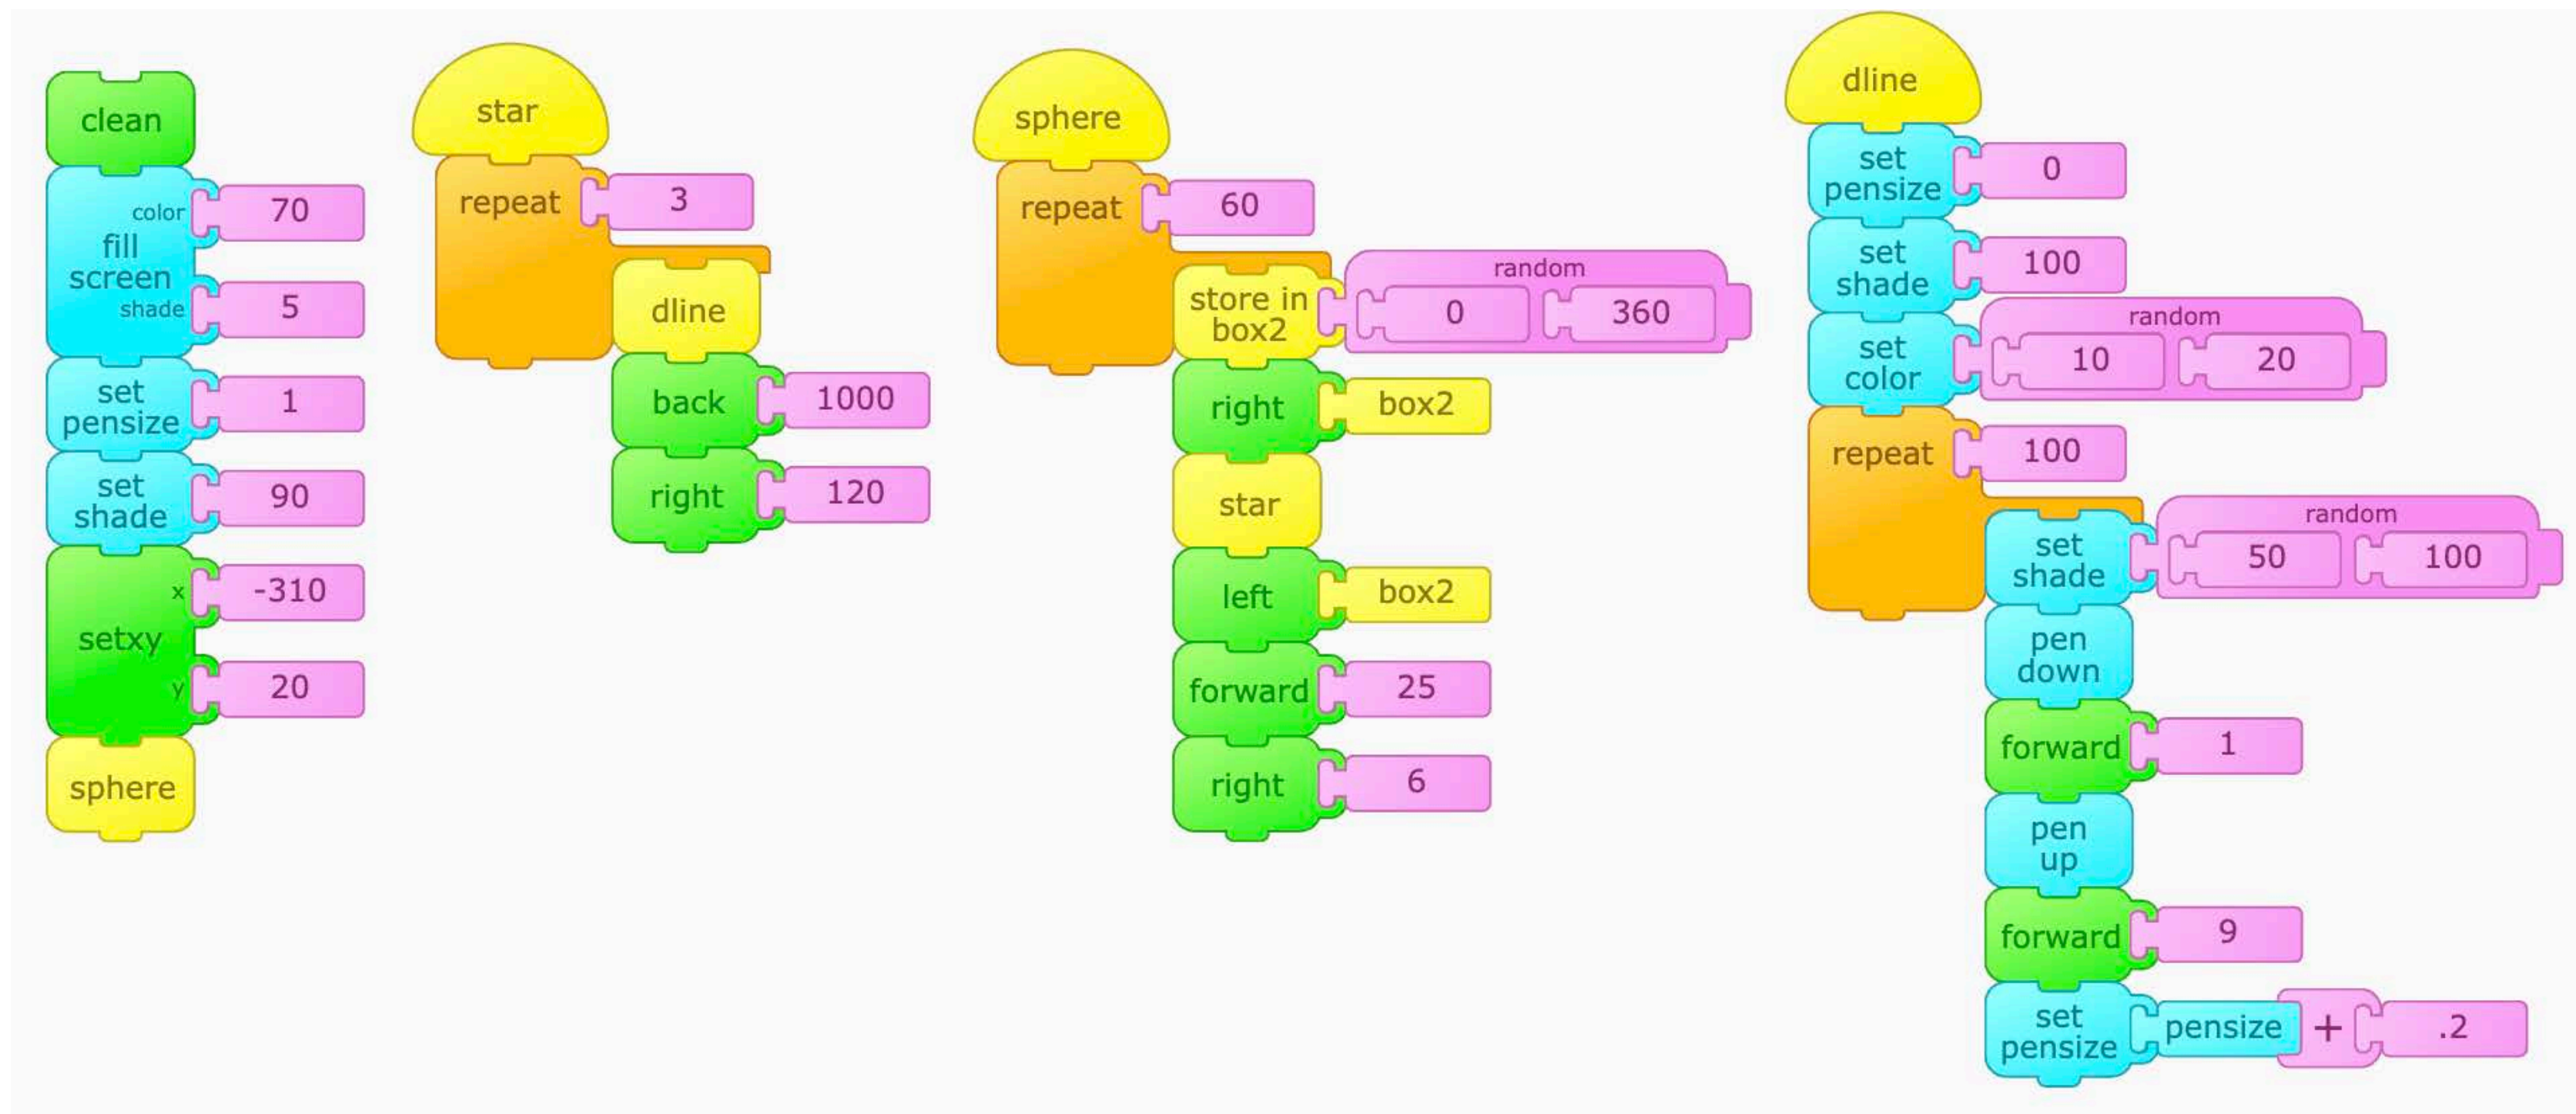 clean
color 70
fill
screen
shade 5
set
pensize 1
set
shade 90
x -310
setxy
y 20
sphere
star
repeat 3
dline
back 1000
right 120
sphere
repeat 60
store in
box2
random
0 360
right box2
star
left box2
forward 25
right 6
dline
set
pensize 0
set
shade 100
set
color
random
10 20
repeat 100
set
shade
random
50 100
pen
down
forward 1
pen
up
forward 9
set
pensize pensize + .2